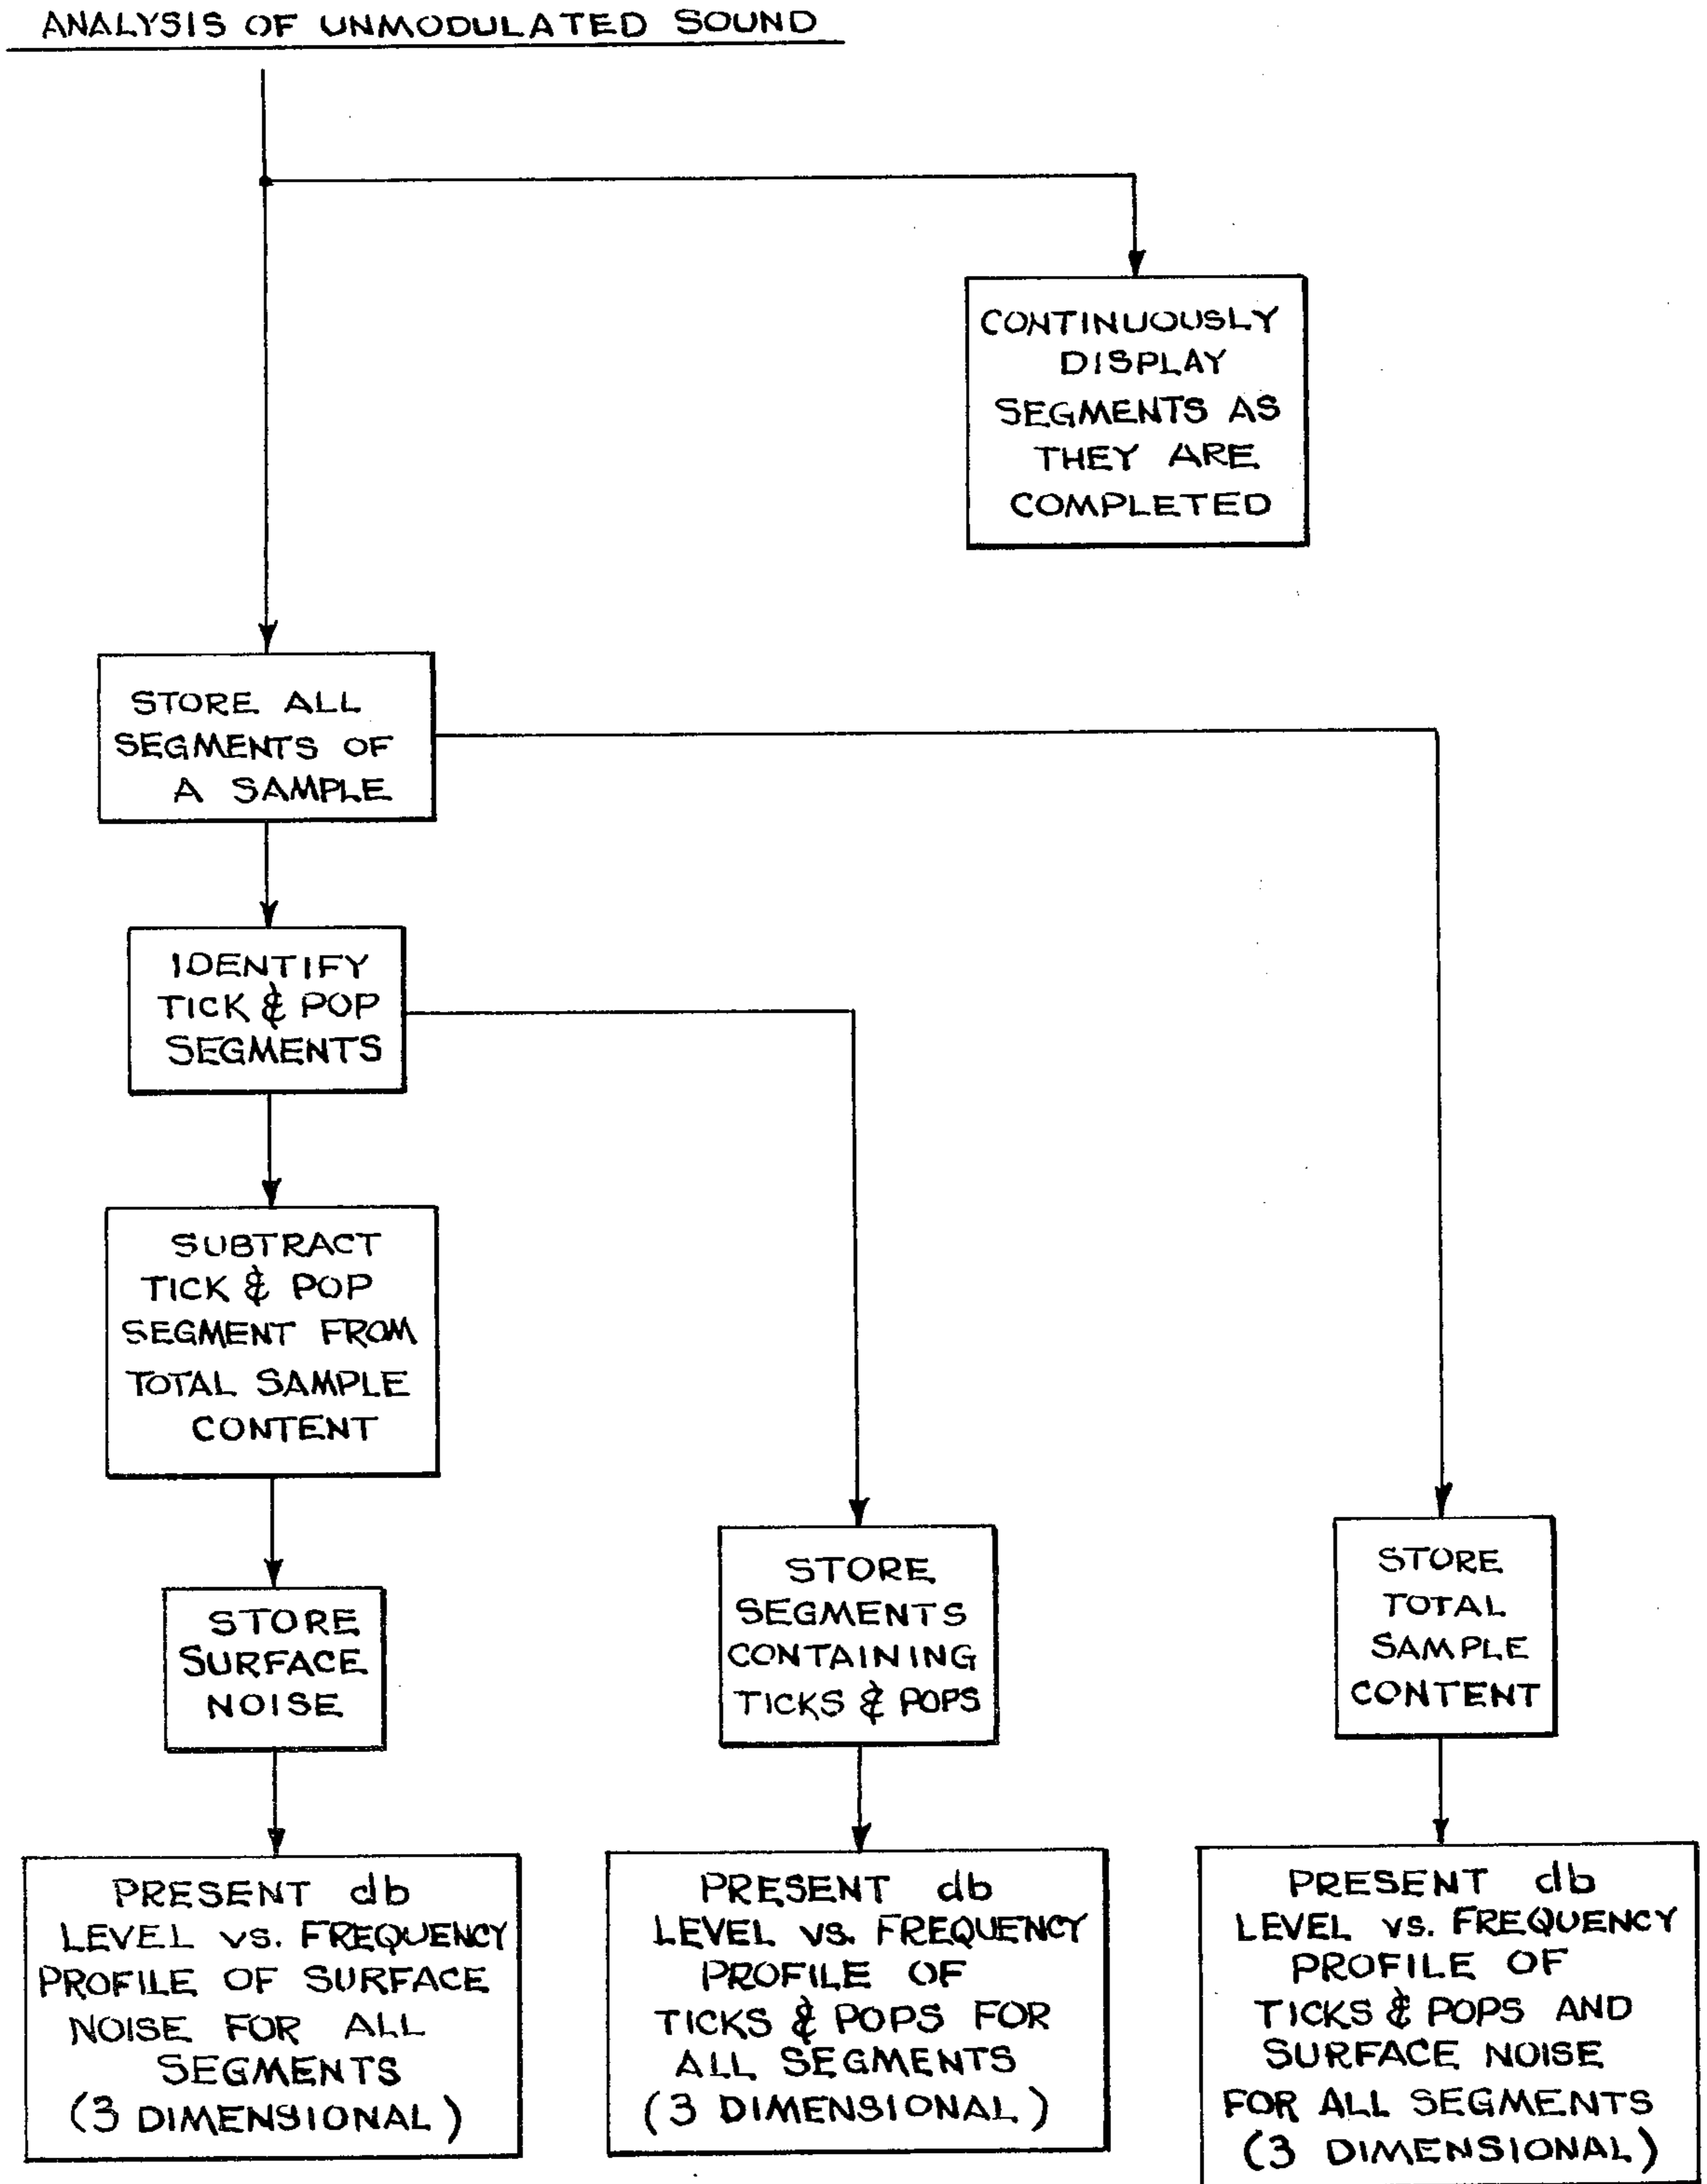 ANALYSIS OF UNMODULATED SOUND
CONTINUOUSLY
DISPLAY
SEGMENTS AS
THEY ARE
COMPLETED
STORE ALL
SEGMENTS OF
A SAMPLE
IDENTIFY
TICK & POP
SEGMENTS
SUBTRACT
TICK & POP
SEGMENT FROM
TOTAL SAMPLE
CONTENT
STORE
SURFACE
NOISE
STORE
SEGMENTS
CONTAINING
TICKS & POPS
STORE
TOTAL
SAMPLE
CONTENT
PRESENT db
LEVEL vs. FREQUENCY
PROFILE OF SURFACE
NOISE FOR ALL
SEGMENTS
(3 DIMENSIONAL)
PRESENT db
LEVEL vs. FREQUENCY
PROFILE OF
TICKS & POPS FOR
ALL SEGMENTS
(3 DIMENSIONAL)
PRESENT db
LEVEL vs. FREQUENCY
PROFILE OF
TICKS & POPS AND
SURFACE NOISE
FOR ALL SEGMENTS
(3 DIMENSIONAL)